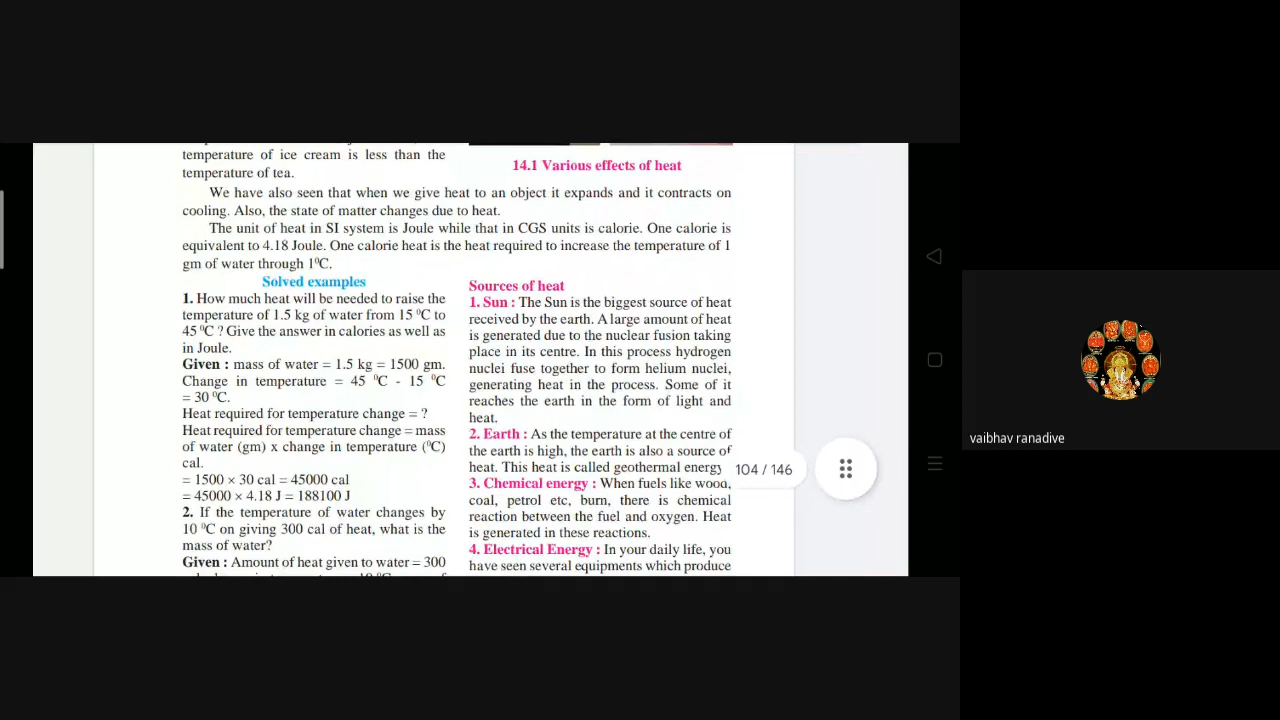 temperature of ice cream is less than the
temperature of tea.
14.1 Various effects of heat
We have also seen that when we give heat to an object it expands and it contracts on
cooling. Also, the state of matter changes due to heat.
The unit of heat in SI system is Joule while that in CGS units is calorie. One calorie is
equivalent to 4.18 Joule. One calorie heat is the heat required to increase the temperature of 1
gm of water through 1⁰C.
Solved examples
1. How much heat will be needed to raise the
temperature of 1.5 kg of water from 15 ⁰C to
45 ⁰C ? Give the answer in calories as well as
in Joule.
Given : mass of water = 1.5 kg = 1500 gm.
Change in temperature = 45 ⁰C - 15 ⁰C
= 30 ⁰C.
Heat required for temperature change = ?
Heat required for temperature change = mass
of water (gm) x change in temperature (⁰C)
cal.
= 1500 × 30 cal = 45000 cal
= 45000 × 4.18 J = 188100 J
2. If the temperature of water changes by
10 ⁰C on giving 300 cal of heat, what is the
mass of water?
Given : Amount of heat given to water = 300
Sources of heat
1. Sun : The Sun is the biggest source of heat
received by the earth. A large amount of heat
is generated due to the nuclear fusion taking
place in its centre. In this process hydrogen
nuclei fuse together to form helium nuclei,
generating heat in the process. Some of it
reaches the earth in the form of light and
heat.
2. Earth : As the temperature at the centre of
the earth is high, the earth is also a source of
heat. This heat is called geothermal energy
3. Chemical energy : When fuels like wood,
coal, petrol etc, burn, there is chemical
reaction between the fuel and oxygen. Heat
is generated in these reactions.
4. Electrical Energy : In your daily life, you
have seen several equipments which produce
104 / 146
vaibhav ranadive